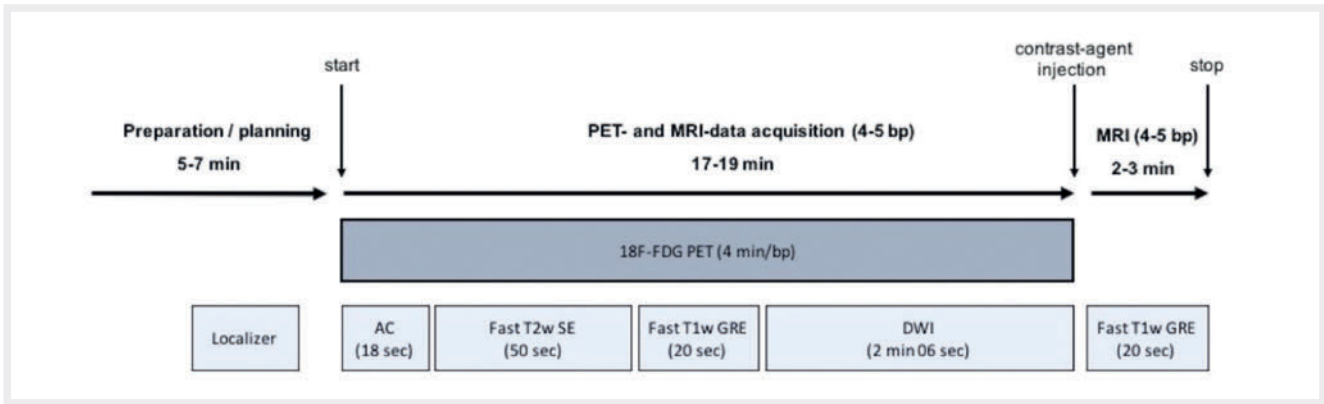 start
contrast-agent
injection
stop
Preparation / planning
5-7 min
PET- and MRI-data acquisition (4-5 bp)
17-19 min
MRI (4-5 bp)
2-3 min
18F-FDG PET (4 min/bp)
Localizer
AC
(18 sec)
Fast T2w SE
(50 sec)
Fast T1w GRE
(20 sec)
DWI
(2 min 06 sec)
Fast T1w GRE
(20 sec)